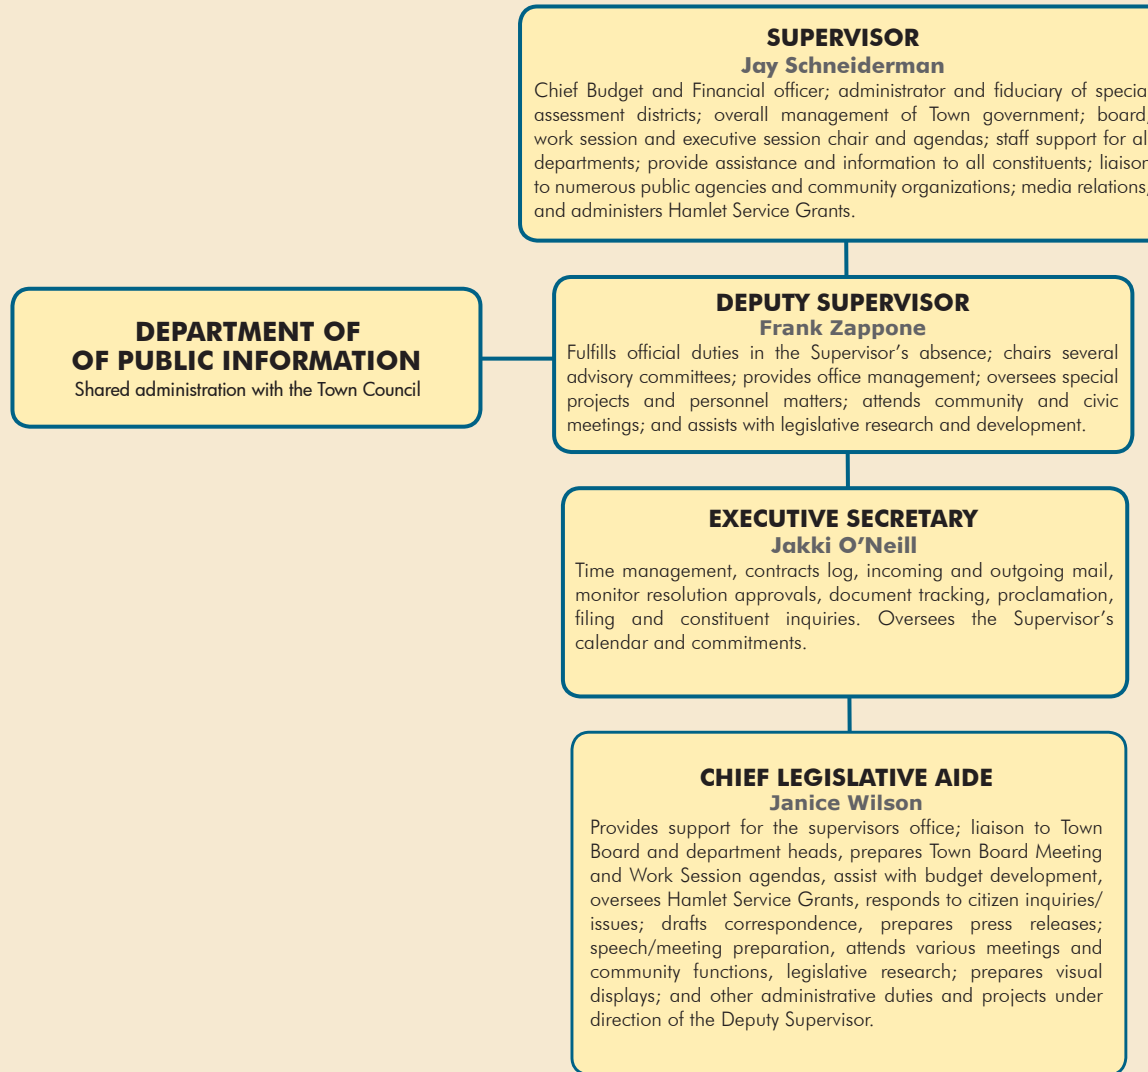 SUPERVISOR
Jay Schneiderman
Chief Budget and Financial officer; administrator and fiduciary of specia
assessment districts; overall management of Town government; board,
work session and executive session chair and agendas; staff support for al
departments; provide assistance and information to all constituents; liaison
to numerous public agencies and community organizations; media relations,
and administers Hamlet Service Grants.
DEPARTMENT OF
OF PUBLIC INFORMATION
Shared administration with the Town Council
DEPUTY SUPERVISOR
Frank Zappone
Fulfills official duties in the Supervisor's absence; chairs several
advisory committees; provides office management; oversees special
projects and personnel matters; attends community and civic
meetings; and assists with legislative research and development.
EXECUTIVE SECRETARY
Jakki O'Neill
Time management, contracts log, incoming and outgoing mail,
monitor resolution approvals, document tracking, proclamation,
filing and constituent inquiries. Oversees the Supervisor's
calendar and commitments.
CHIEF LEGISLATIVE AIDE
Janice Wilson
Provides support for the supervisors office; liaison to Town
Board and department heads, prepares Town Board Meeting
and Work Session agendas, assist with budget development,
oversees Hamlet Service Grants, responds to citizen inquiries/
issues; drafts correspondence, prepares press releases;
speech/meeting preparation, attends various meetings and
community functions, legislative research; prepares visual
displays; and other administrative duties and projects under
direction of the Deputy Supervisor.